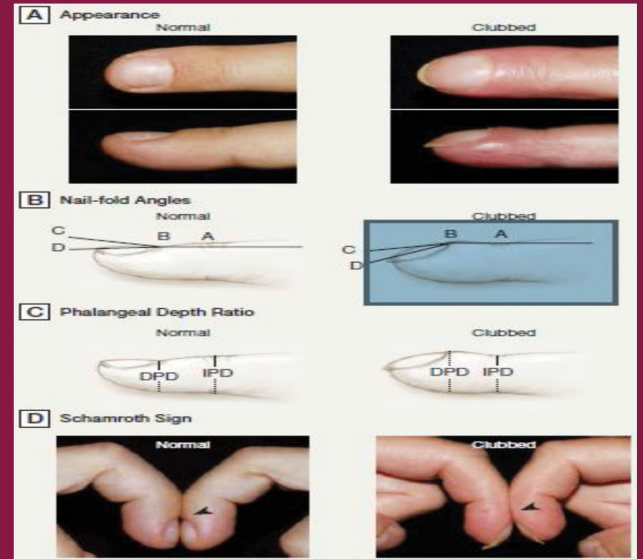 A Appearance
Normal Clubbed
B Nail-fold Angles
Normal Clubbed
C
D
B A
B A
C
D
C Phalangeal Depth Ratio
Normal Clubbed
DPD IPD DPD IPD
D Schamroth Sign
Normal Clubbed